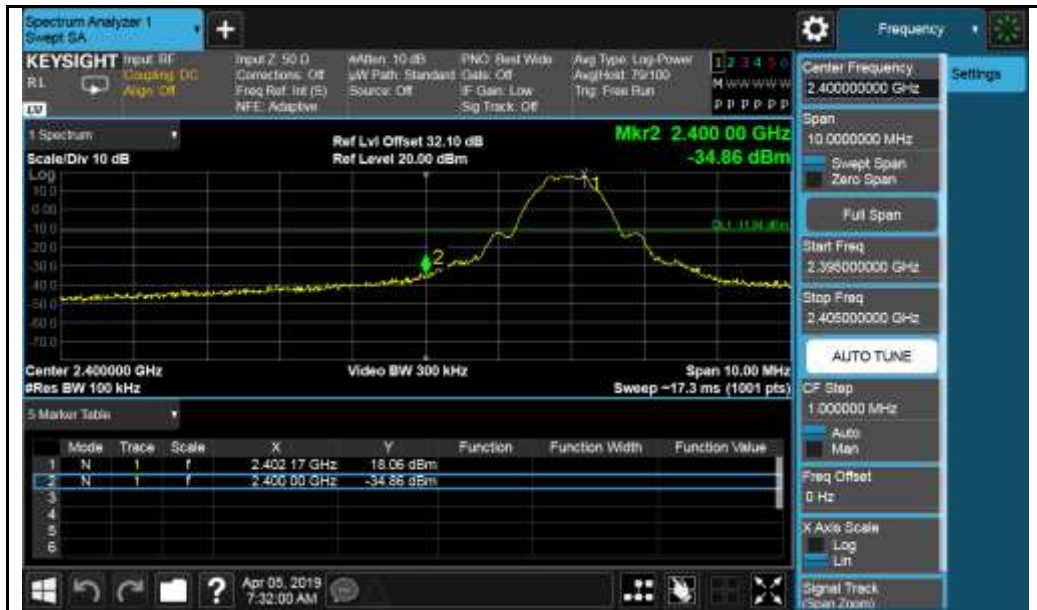 Spectrum Analyzer 1
Swept SA
+
Frequency
KEYSIGHT
Input: RF
Coupling: DC
Align: Off
RL
Input Z: 50 Ω
Corrections: Off
Freq Ref: Int (S)
NFE: Adaptive
#Atten: 10 dB
µW Path: Standard
Source: Off
PNO: Best Wide
Gate: Off
IF Gain: Low
Sig Track: Off
Avg Type: Log-Power
Avg|Hold: 79/100
Trig: Free Run
1 2 3 4 5 6
M W W W W W
P P P P P P
1 Spectrum
Scale/Div 10 dB
Ref Lvl Offset 32.10 dB
Ref Level 20.00 dBm
Mkr2 2.400 00 GHz
-34.86 dBm
Log
10.0
0.00
-10.0
-20.0
-30.0
-40.0
-50.0
-60.0
-70.0
1
2
Center 2.400000 GHz
#Res BW 100 kHz
Video BW 300 kHz
Span 10.00 MHz
Sweep ~17.3 ms (1001 pts)
5 Marker Table
Mode Trace Scale X Y Function Function Width Function Value
1 N 1 f 2.402 17 GHz 18.06 dBm
2 N 1 f 2.400 00 GHz -34.86 dBm
3
4
5
6
Apr 05, 2019
7:32:00 AM
Center Frequency
2.400000000 GHz
Settings
Span
10.0000000 MHz
Swept Span
Zero Span
Full Span
Start Freq
2.395000000 GHz
Stop Freq
2.405000000 GHz
AUTO TUNE
CF Step
1.000000 MHz
Auto
Man
Freq Offset
0 Hz
X Axis Scale
Log
Lin
Signal Track
(Span Zoom)